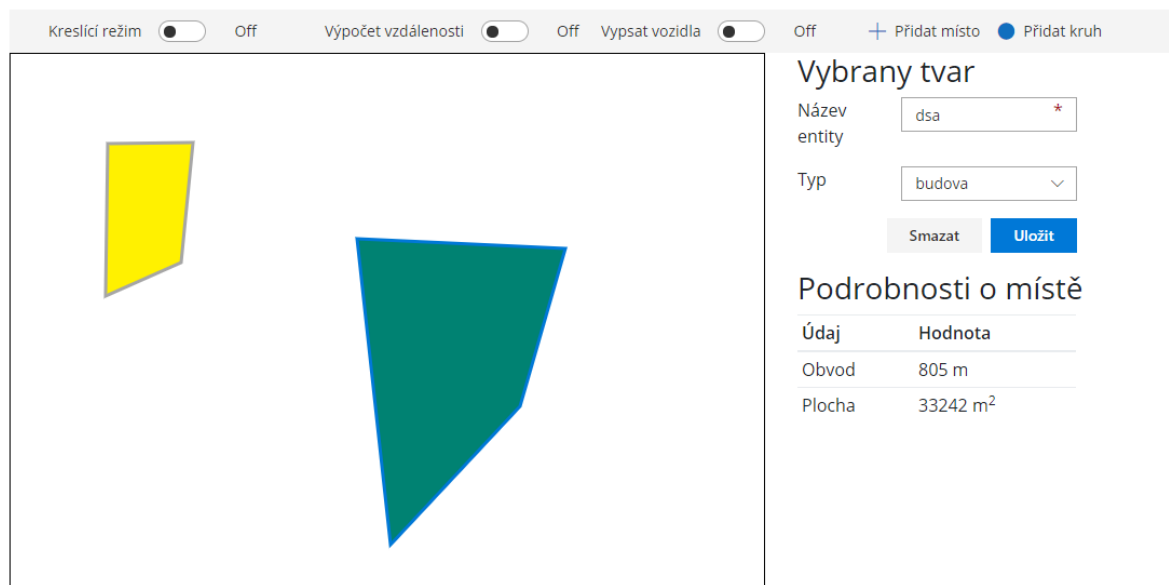 Kreslící režim Off Výpočet vzdálenosti Off Vypsat vozidla Off + Přidat místo Přidat kruh
Vybrany tvar
Název entity dsa *
Typ budova
Smazat Uložit
Podrobnosti o místě
Údaj Hodnota
Obvod 805 m
Plocha 33242 m²